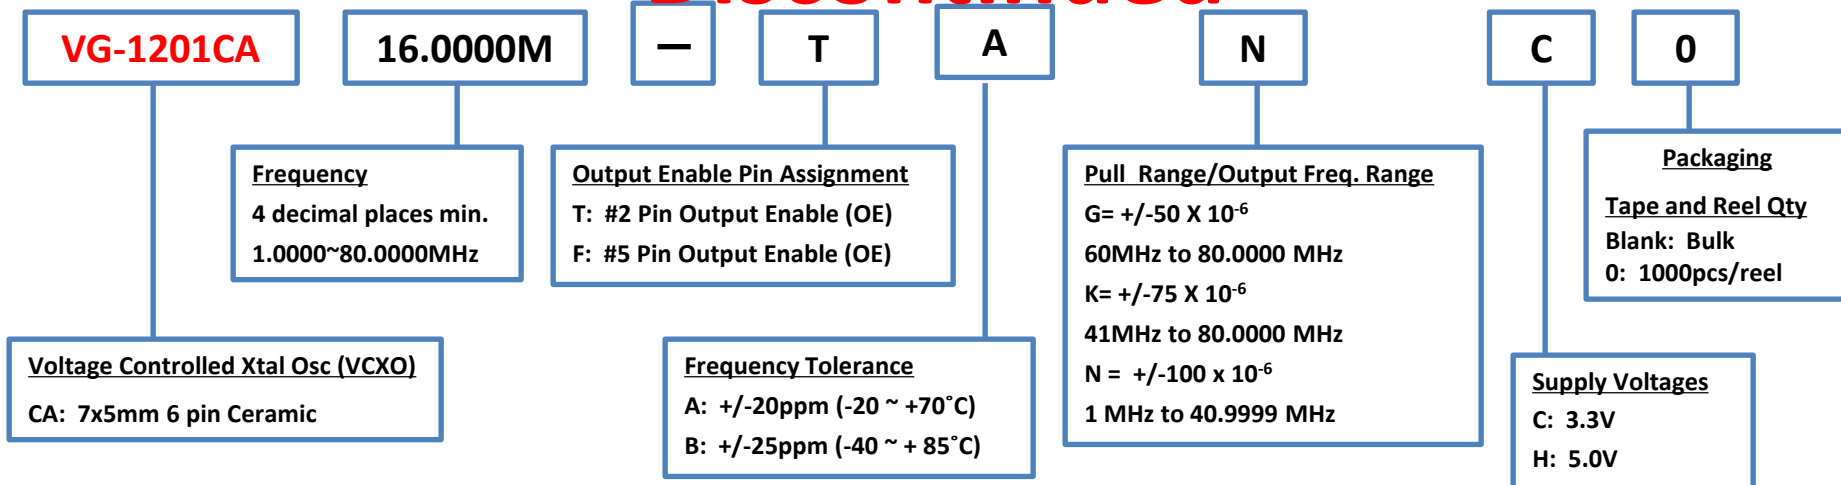 Discontinued
VG-1201CA 16.0000M — T A N C 0
Frequency
4 decimal places min.
1.0000~80.0000MHz
Output Enable Pin Assignment
T: #2 Pin Output Enable (OE)
F: #5 Pin Output Enable (OE)
Pull Range/Output Freq. Range
G= +/-50 X 10⁻⁶
60MHz to 80.0000 MHz
K= +/-75 X 10⁻⁶
41MHz to 80.0000 MHz
N = +/-100 x 10⁻⁶
1 MHz to 40.9999 MHz
Packaging
Tape and Reel Qty
Blank: Bulk
0: 1000pcs/reel
Voltage Controlled Xtal Osc (VCXO)
CA: 7x5mm 6 pin Ceramic
Frequency Tolerance
A: +/-20ppm (-20 ~ +70˚C)
B: +/-25ppm (-40 ~ + 85˚C)
Supply Voltages
C: 3.3V
H: 5.0V